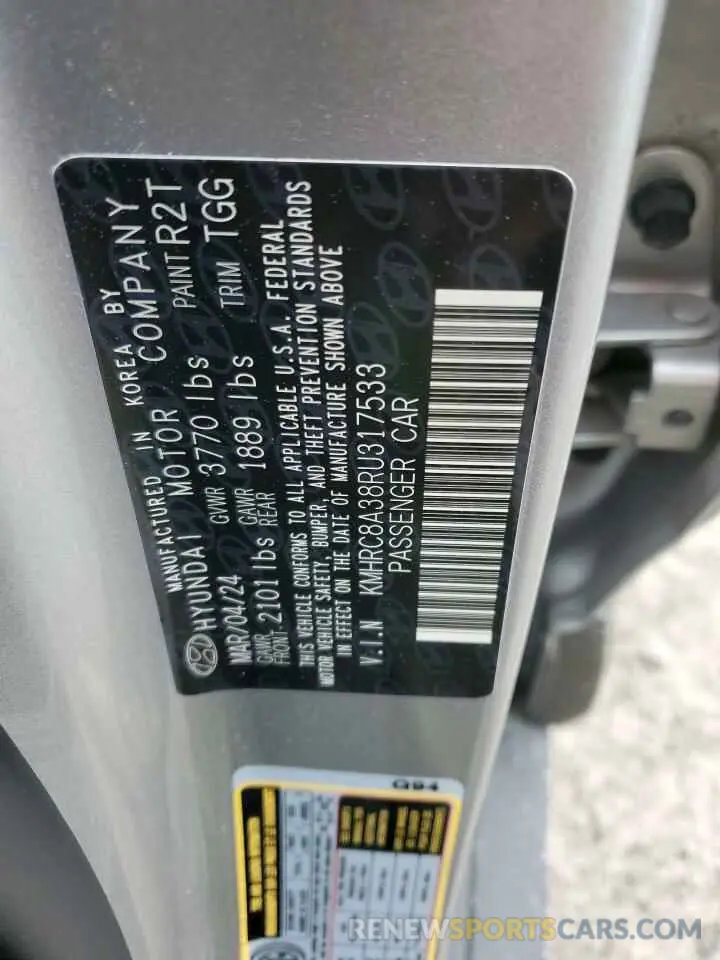 MANUFACTURED IN KOREA BY
HYUNDAI MOTOR COMPANY
MAR/04/24 GVWR 3770 lbs PAINT R2T
GAWR FRONT 2101 lbs GAWR REAR 1889 lbs TRIM TGG
THIS VEHICLE CONFORMS TO ALL APPLICABLE U.S.A. FEDERAL
MOTOR VEHICLE SAFETY, BUMPER, AND THEFT PREVENTION STANDARDS
IN EFFECT ON THE DATE OF MANUFACTURE SHOWN ABOVE
V.I.N KMHRC8A38RU317533
PASSENGER CAR
Q94
RENEWSPORTSCARS.COM